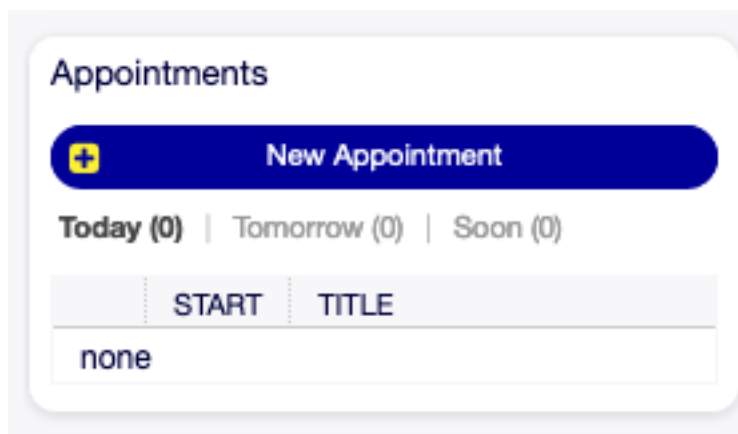 Appointments
New Appointment
Today (0) | Tomorrow (0) | Soon (0)
START TITLE
none